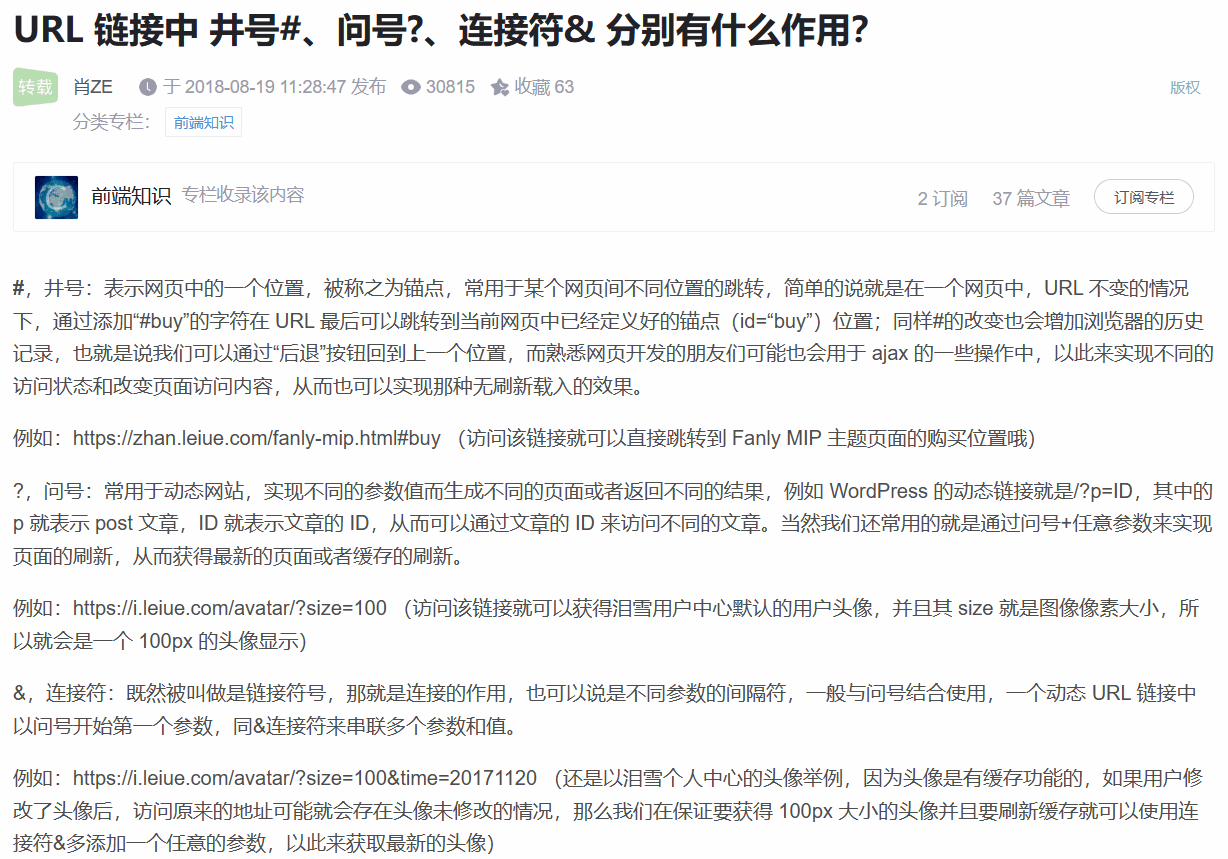 URL 链接中 井号#、问号?、连接符& 分别有什么作用?
转载 肖ZE 于 2018-08-19 11:28:47 发布 30815 收藏 63 版权
分类专栏: 前端知识
前端知识 专栏收录该内容 2 订阅 37 篇文章 订阅专栏
#，井号：表示网页中的一个位置，被称之为锚点，常用于某个网页间不同位置的跳转，简单的说就是在一个网页中，URL 不变的情况
下，通过添加“#buy”的字符在 URL 最后可以跳转到当前网页中已经定义好的锚点（id=“buy”）位置；同样#的改变也会增加浏览器的历史
记录，也就是说我们可以通过“后退”按钮回到上一个位置，而熟悉网页开发的朋友们可能也会用于 ajax 的一些操作中，以此来实现不同的
访问状态和改变页面访问内容，从而也可以实现那种无刷新载入的效果。
例如：https://zhan.leiue.com/fanly-mip.html#buy （访问该链接就可以直接跳转到 Fanly MIP 主题页面的购买位置哦）
?，问号：常用于动态网站，实现不同的参数值而生成不同的页面或者返回不同的结果，例如 WordPress 的动态链接就是/?p=ID，其中的
p 就表示 post 文章，ID 就表示文章的 ID，从而可以通过文章的 ID 来访问不同的文章。当然我们还常用的就是通过问号+任意参数来实现
页面的刷新，从而获得最新的页面或者缓存的刷新。
例如：https://i.leiue.com/avatar/?size=100 （访问该链接就可以获得泪雪用户中心默认的用户头像，并且其 size 就是图像像素大小，所
以就会是一个 100px 的头像显示）
&，连接符：既然被叫做是链接符号，那就是连接的作用，也可以说是不同参数的间隔符，一般与问号结合使用，一个动态 URL 链接中
以问号开始第一个参数，同&连接符来串联多个参数和值。
例如：https://i.leiue.com/avatar/?size=100&time=20171120 （还是以泪雪个人中心的头像举例，因为头像是有缓存功能的，如果用户修
改了头像后，访问原来的地址可能就会存在头像未修改的情况，那么我们在保证要获得 100px 大小的头像并且要刷新缓存就可以使用连
接符&多添加一个任意的参数，以此来获取最新的头像）